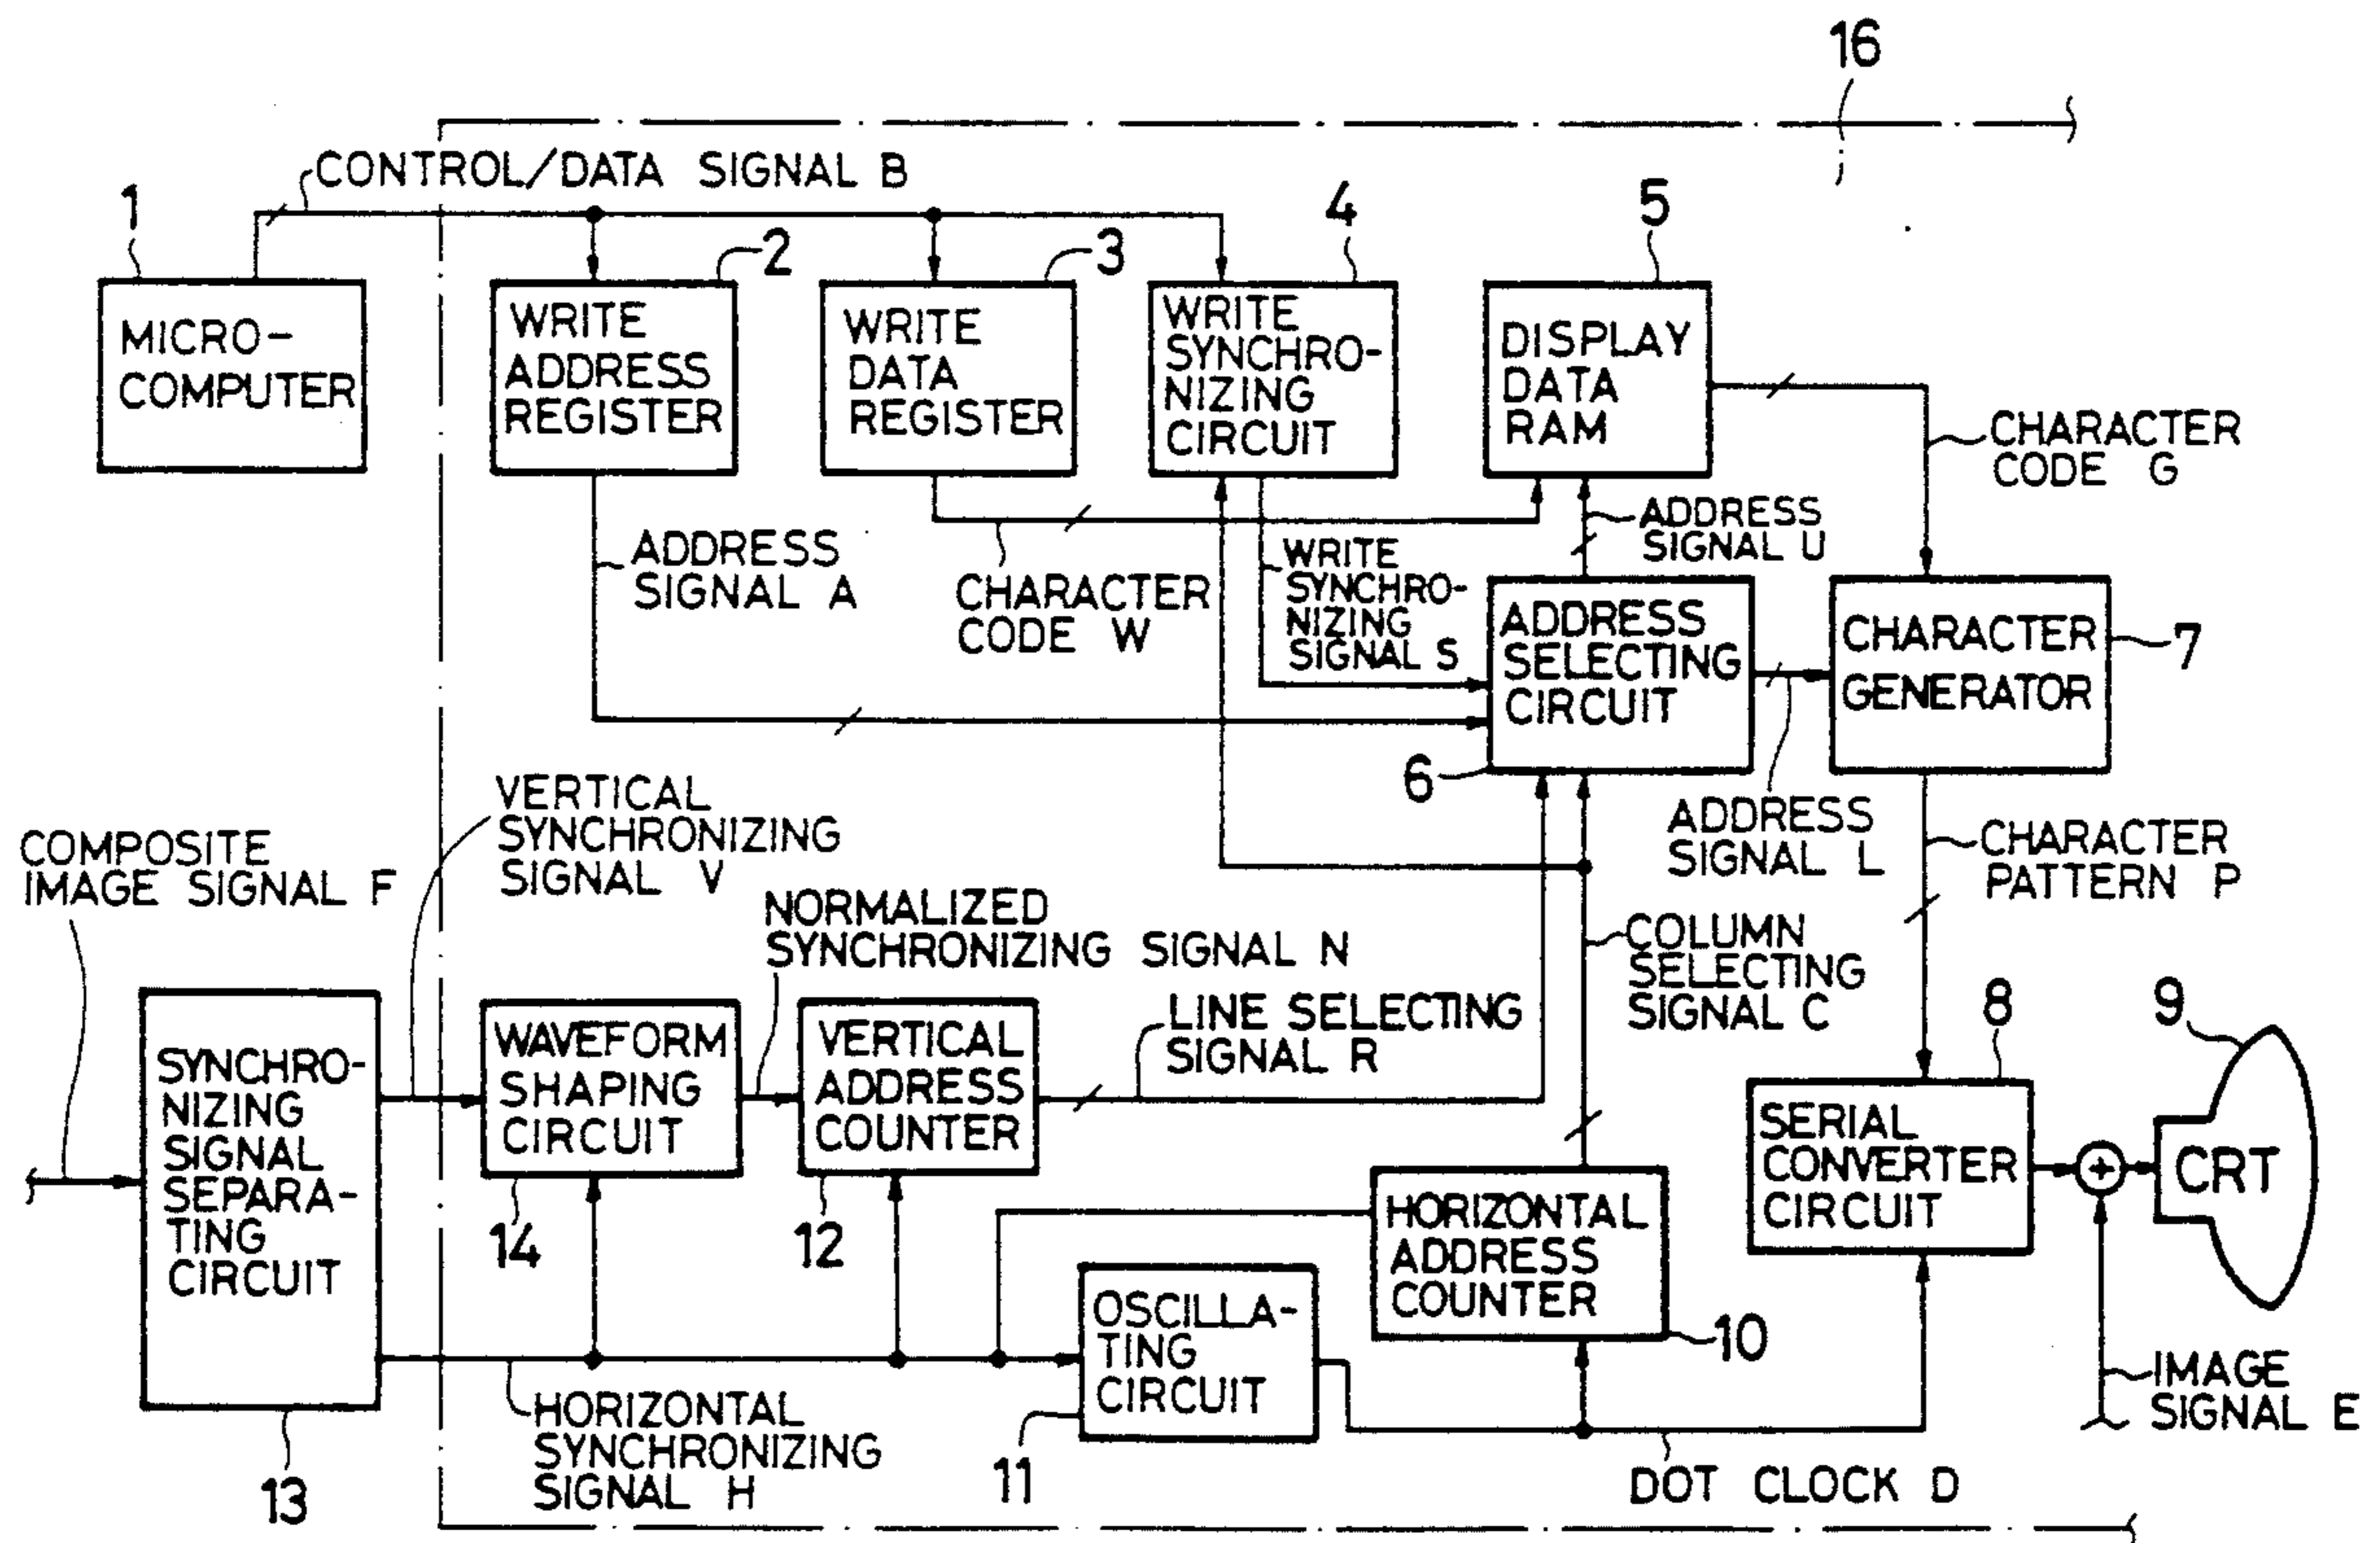 16
CONTROL/DATA SIGNAL B
1
2
3
4
5
MICRO-
COMPUTER
WRITE
ADDRESS
REGISTER
WRITE
DATA
REGISTER
WRITE
SYNCHRO-
NIZING
CIRCUIT
DISPLAY
DATA
RAM
CHARACTER
CODE G
ADDRESS
SIGNAL A
CHARACTER
CODE W
WRITE
SYNCHRO-
NIZING
SIGNAL S
ADDRESS
SIGNAL U
ADDRESS
SELECTING
CIRCUIT
6
CHARACTER
GENERATOR
7
ADDRESS
SIGNAL L
CHARACTER
PATTERN P
COMPOSITE
IMAGE SIGNAL F
VERTICAL
SYNCHRONIZING
SIGNAL V
NORMALIZED
SYNCHRONIZING SIGNAL N
LINE SELECTING
SIGNAL R
COLUMN
SELECTING
SIGNAL C
8
9
SYNCHRO-
NIZING
SIGNAL
SEPARA-
TING
CIRCUIT
13
WAVEFORM
SHAPING
CIRCUIT
14
VERTICAL
ADDRESS
COUNTER
12
HORIZONTAL
ADDRESS
COUNTER
10
SERIAL
CONVERTER
CIRCUIT
+
CRT
OSCILLA-
TING
CIRCUIT
11
HORIZONTAL
SYNCHRONIZING
SIGNAL H
DOT CLOCK D
IMAGE
SIGNAL E